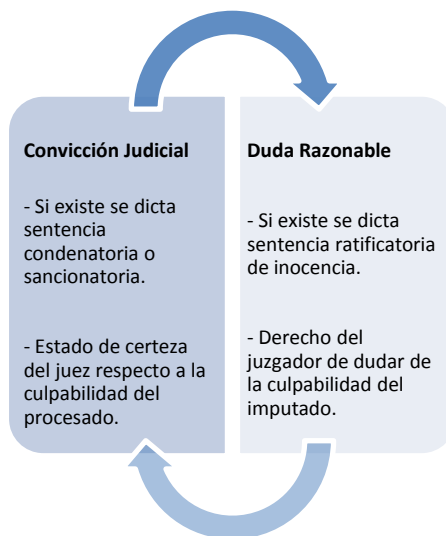 Convicción Judicial
- Si existe se dicta
sentencia
condenatoria o
sancionatoria.
- Estado de certeza
del juez respecto a la
culpabilidad del
procesado.
Duda Razonable
- Si existe se dicta
sentencia ratificatoria
de inocencia.
- Derecho del
juzgador de dudar de
la culpabilidad del
imputado.